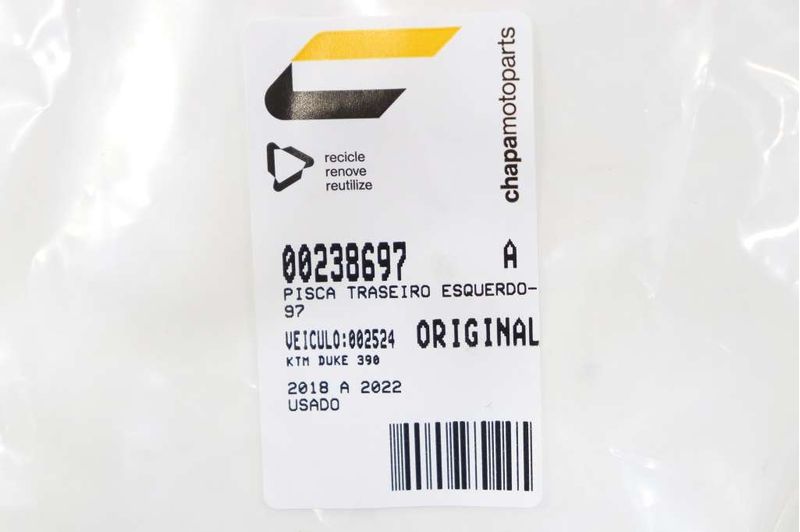 chapamotoparts
recicle
renove
reutilize
00238697 A
PISCA TRASEIRO ESQUERDO-
97
VEICULO:002524 ORIGINAL
KTM DUKE 390
2018 A 2022
USADO